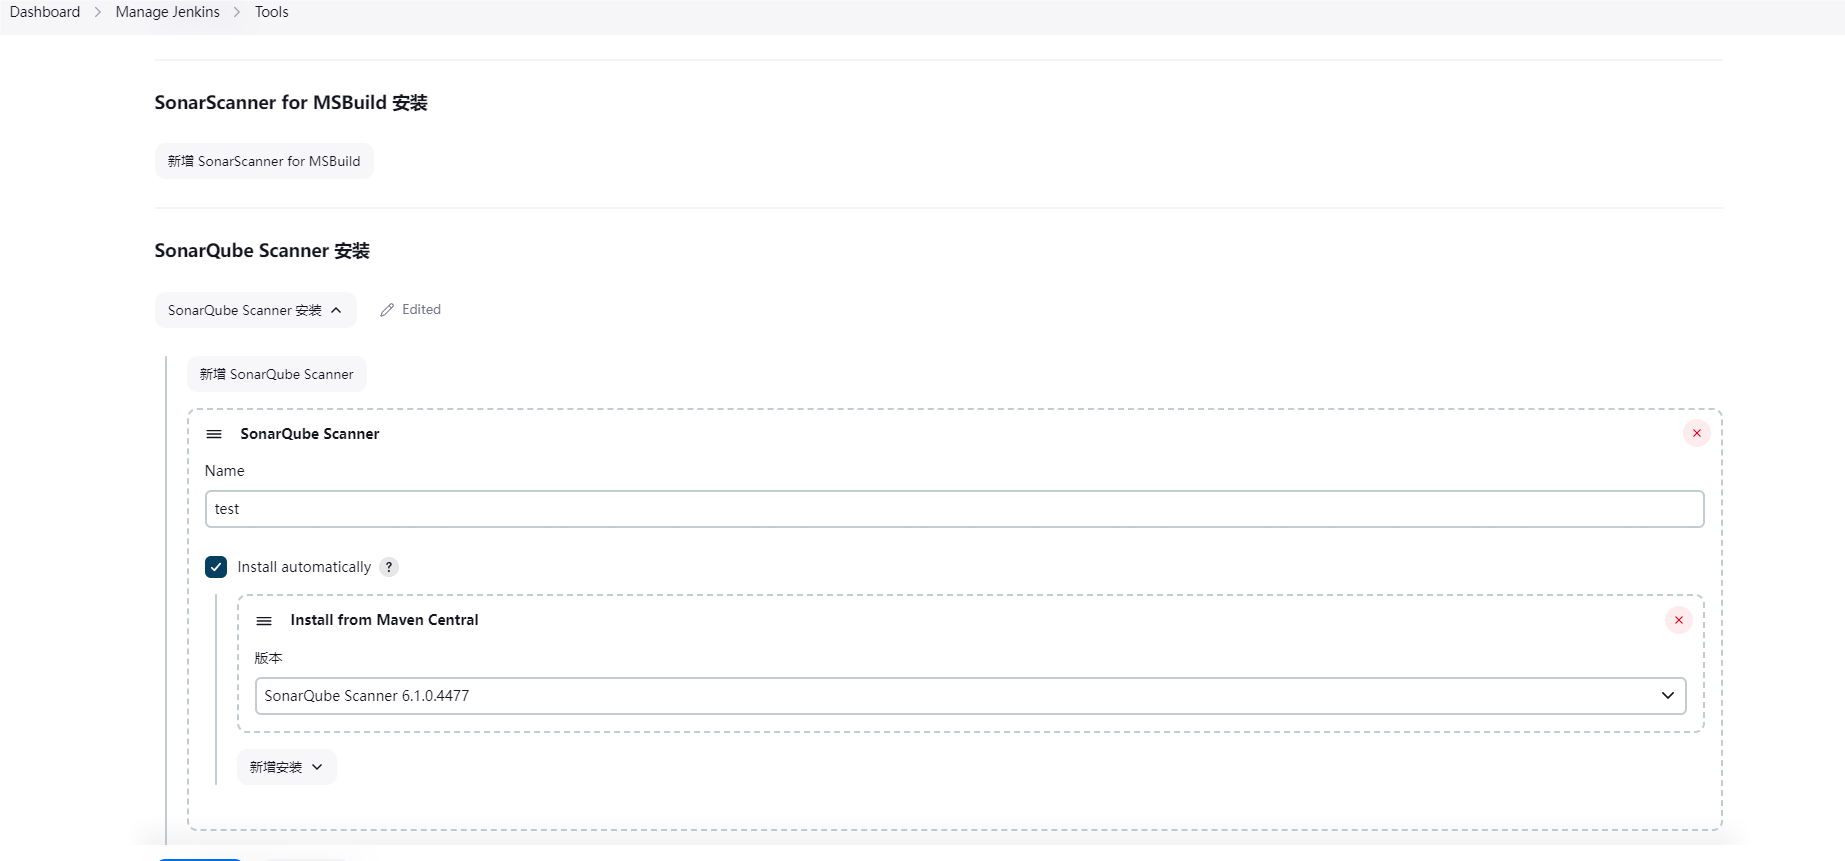 Dashboard > Manage Jenkins > Tools
SonarScanner for MSBuild 安装
新增 SonarScanner for MSBuild
SonarQube Scanner 安装
SonarQube Scanner 安装 Edited
新增 SonarQube Scanner
SonarQube Scanner
Name
test
Install automatically ?
Install from Maven Central
版本
SonarQube Scanner 6.1.0.4477
新增安装